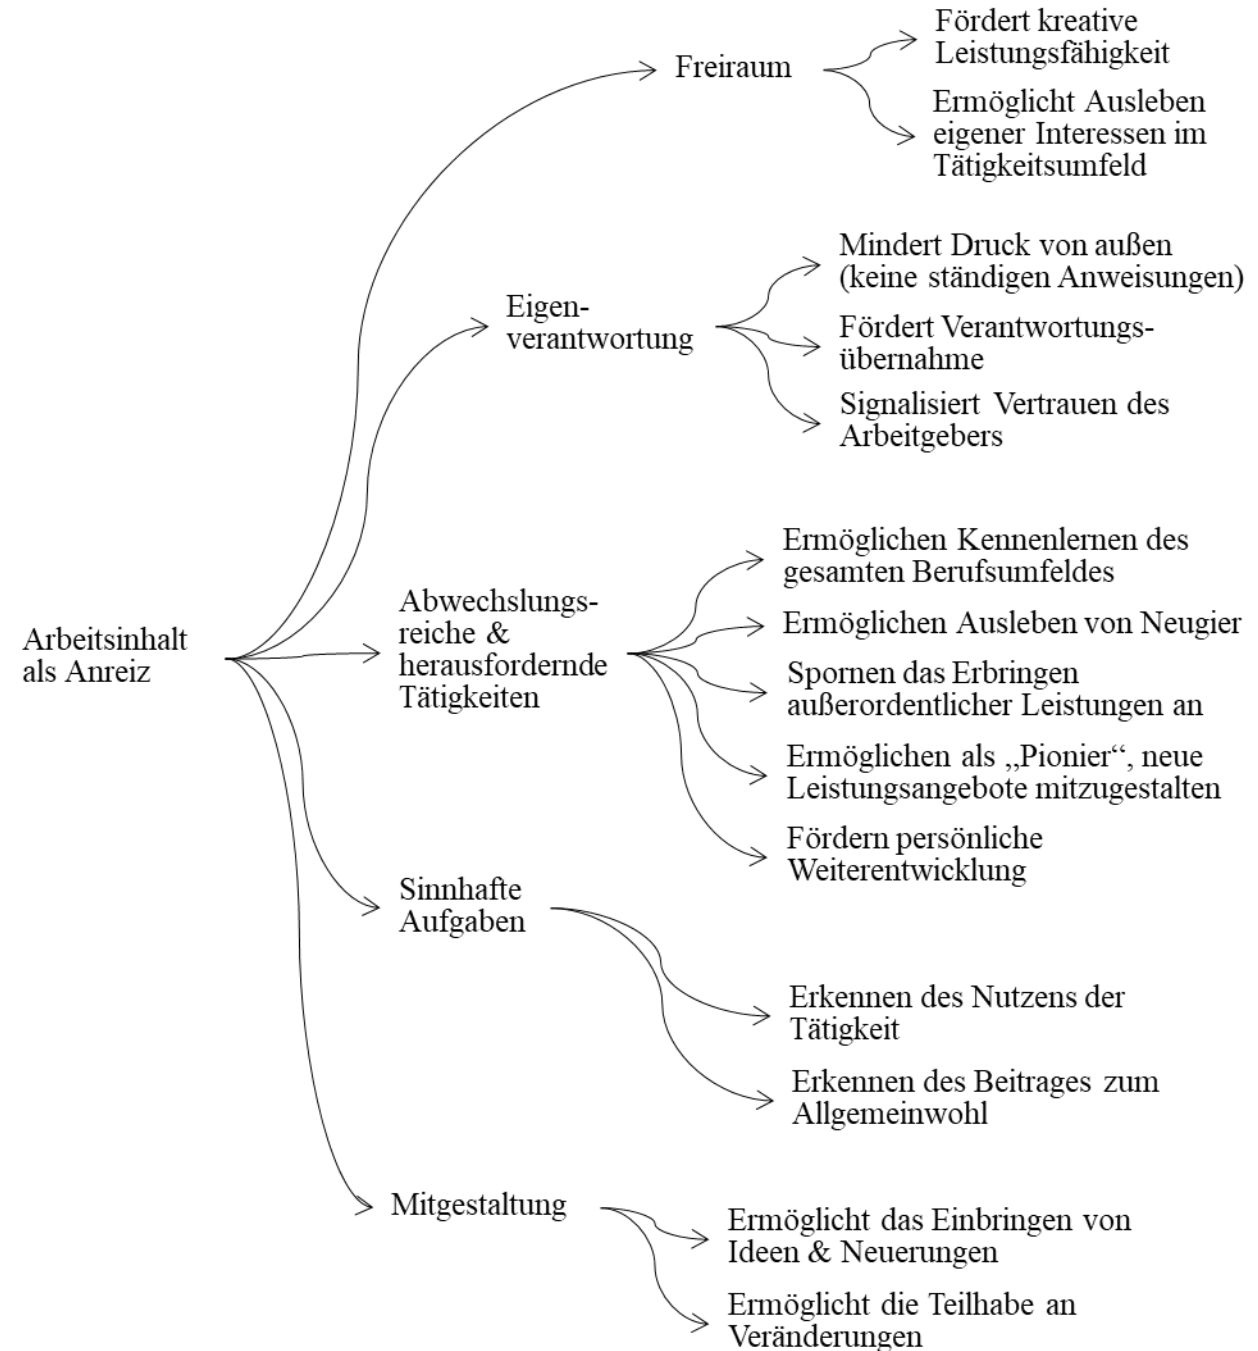 Arbeitsinhalt
als Anreiz
Freiraum
Fördert kreative
Leistungsfähigkeit
Ermöglicht Ausleben
eigener Interessen im
Tätigkeitsumfeld
Eigen-
verantwortung
Mindert Druck von außen
(keine ständigen Anweisungen)
Fördert Verantwortungs-
übernahme
Signalisiert Vertrauen des
Arbeitgebers
Abwechslungs-
reiche &
herausfordernde
Tätigkeiten
Ermöglichen Kennenlernen des
gesamten Berufsumfeldes
Ermöglichen Ausleben von Neugier
Spornen das Erbringen
außerordentlicher Leistungen an
Ermöglichen als „Pionier“, neue
Leistungsangebote mitzugestalten
Fördern persönliche
Weiterentwicklung
Sinnhafte
Aufgaben
Erkennen des Nutzens der
Tätigkeit
Erkennen des Beitrages zum
Allgemeinwohl
Mitgestaltung
Ermöglicht das Einbringen von
Ideen & Neuerungen
Ermöglicht die Teilhabe an
Veränderungen